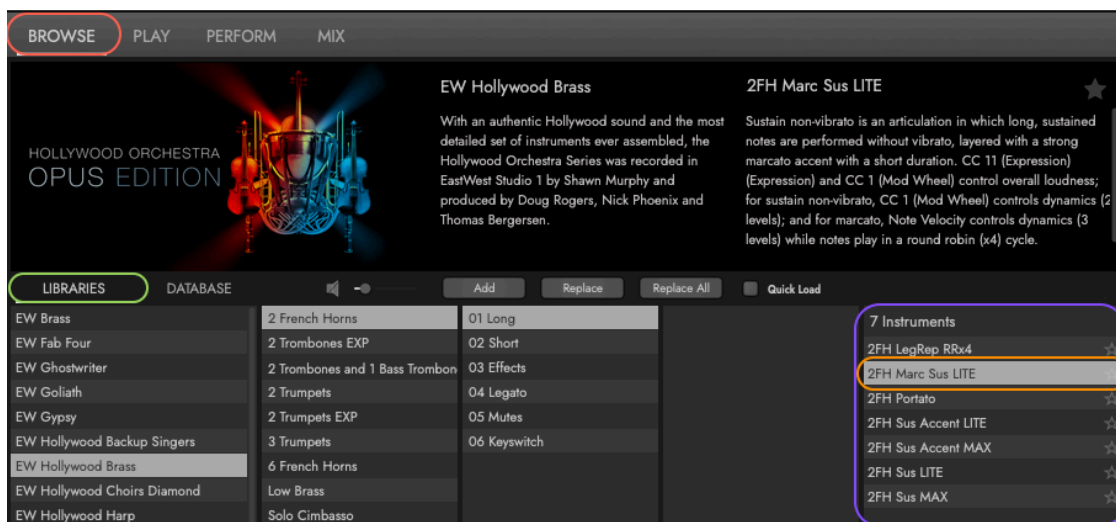 BROWSE PLAY PERFORM MIX
HOLLYWOOD ORCHESTRA
OPUS EDITION
EW Hollywood Brass
With an authentic Hollywood sound and the most
detailed set of instruments ever assembled, the
Hollywood Orchestra Series was recorded in
EastWest Studio 1 by Shawn Murphy and
produced by Doug Rogers, Nick Phoenix and
Thomas Bergersen.
2FH Marc Sus LITE
Sustain non-vibrato is an articulation in which long, sustained
notes are performed without vibrato, layered with a strong
marcato accent with a short duration. CC 11 (Expression)
(Expression) and CC 1 (Mod Wheel) control overall loudness;
for sustain non-vibrato, CC 1 (Mod Wheel) controls dynamics (2
levels); and for marcato, Note Velocity controls dynamics (3
levels) while notes play in a round robin (x4) cycle.
LIBRARIES DATABASE Add Replace Replace All Quick Load
EW Brass
EW Fab Four
EW Ghostwriter
EW Goliath
EW Gypsy
EW Hollywood Backup Singers
EW Hollywood Brass
EW Hollywood Choirs Diamond
EW Hollywood Harp
2 French Horns
2 Trombones EXP
2 Trombones and 1 Bass Trombon
2 Trumpets
2 Trumpets EXP
3 Trumpets
6 French Horns
Low Brass
Solo Cimbasso
01 Long
02 Short
03 Effects
04 Legato
05 Mutes
06 Keyswitch
7 Instruments
2FH LegRep RRx4
2FH Marc Sus LITE
2FH Portato
2FH Sus Accent LITE
2FH Sus Accent MAX
2FH Sus LITE
2FH Sus MAX